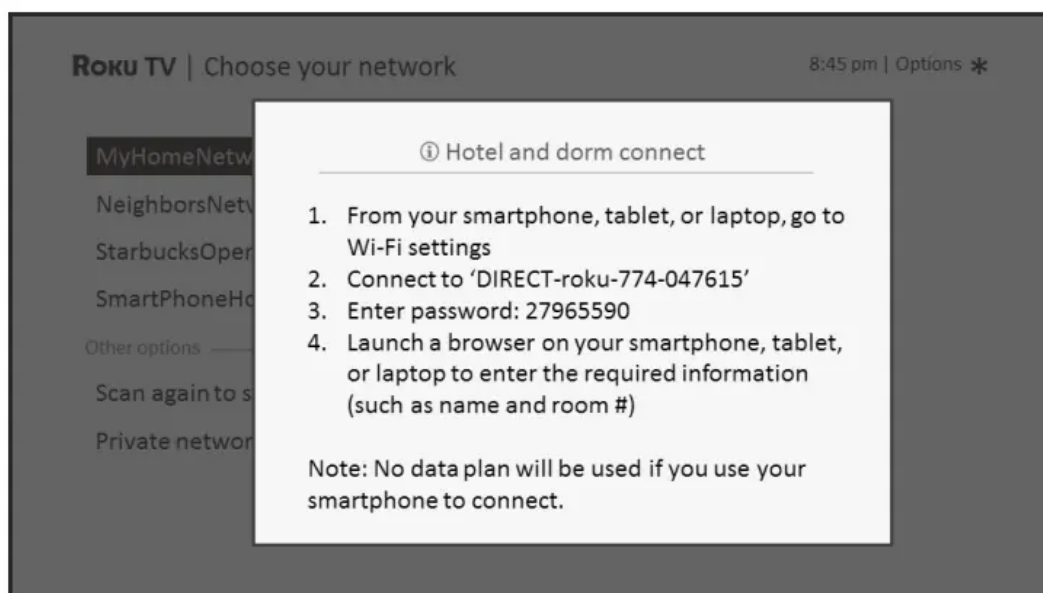 Roku TV | Choose your network
8:45 pm | Options ✱
ⓘ Hotel and dorm connect
MyHomeNetw
NeighborsNetw
StarbucksOper
SmartPhoneHo
Other options
Scan again to s
Private networ
1. From your smartphone, tablet, or laptop, go to
Wi-Fi settings
2. Connect to ‘DIRECT-roku-774-047615’
3. Enter password: 27965590
4. Launch a browser on your smartphone, tablet,
or laptop to enter the required information
(such as name and room #)
Note: No data plan will be used if you use your
smartphone to connect.